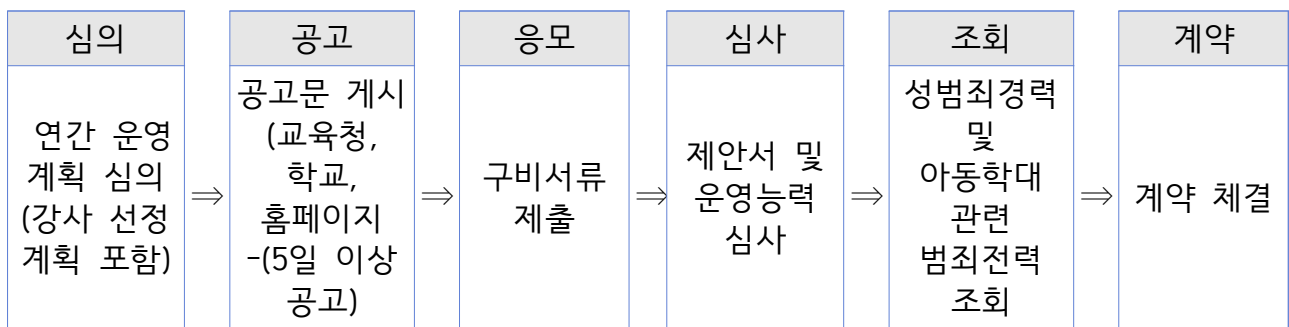 심의
연간 운영
계획 심의
(강사 선정
계획 포함)
⇒
공고
공고문 게시
(교육청,
학교,
홈페이지
-(5일 이상
공고)
⇒
응모
구비서류
제출
⇒
심사
제안서 및
운영능력
심사
⇒
조회
성범죄경력
및
아동학대
관련
범죄전력
조회
⇒
계약
계약 체결